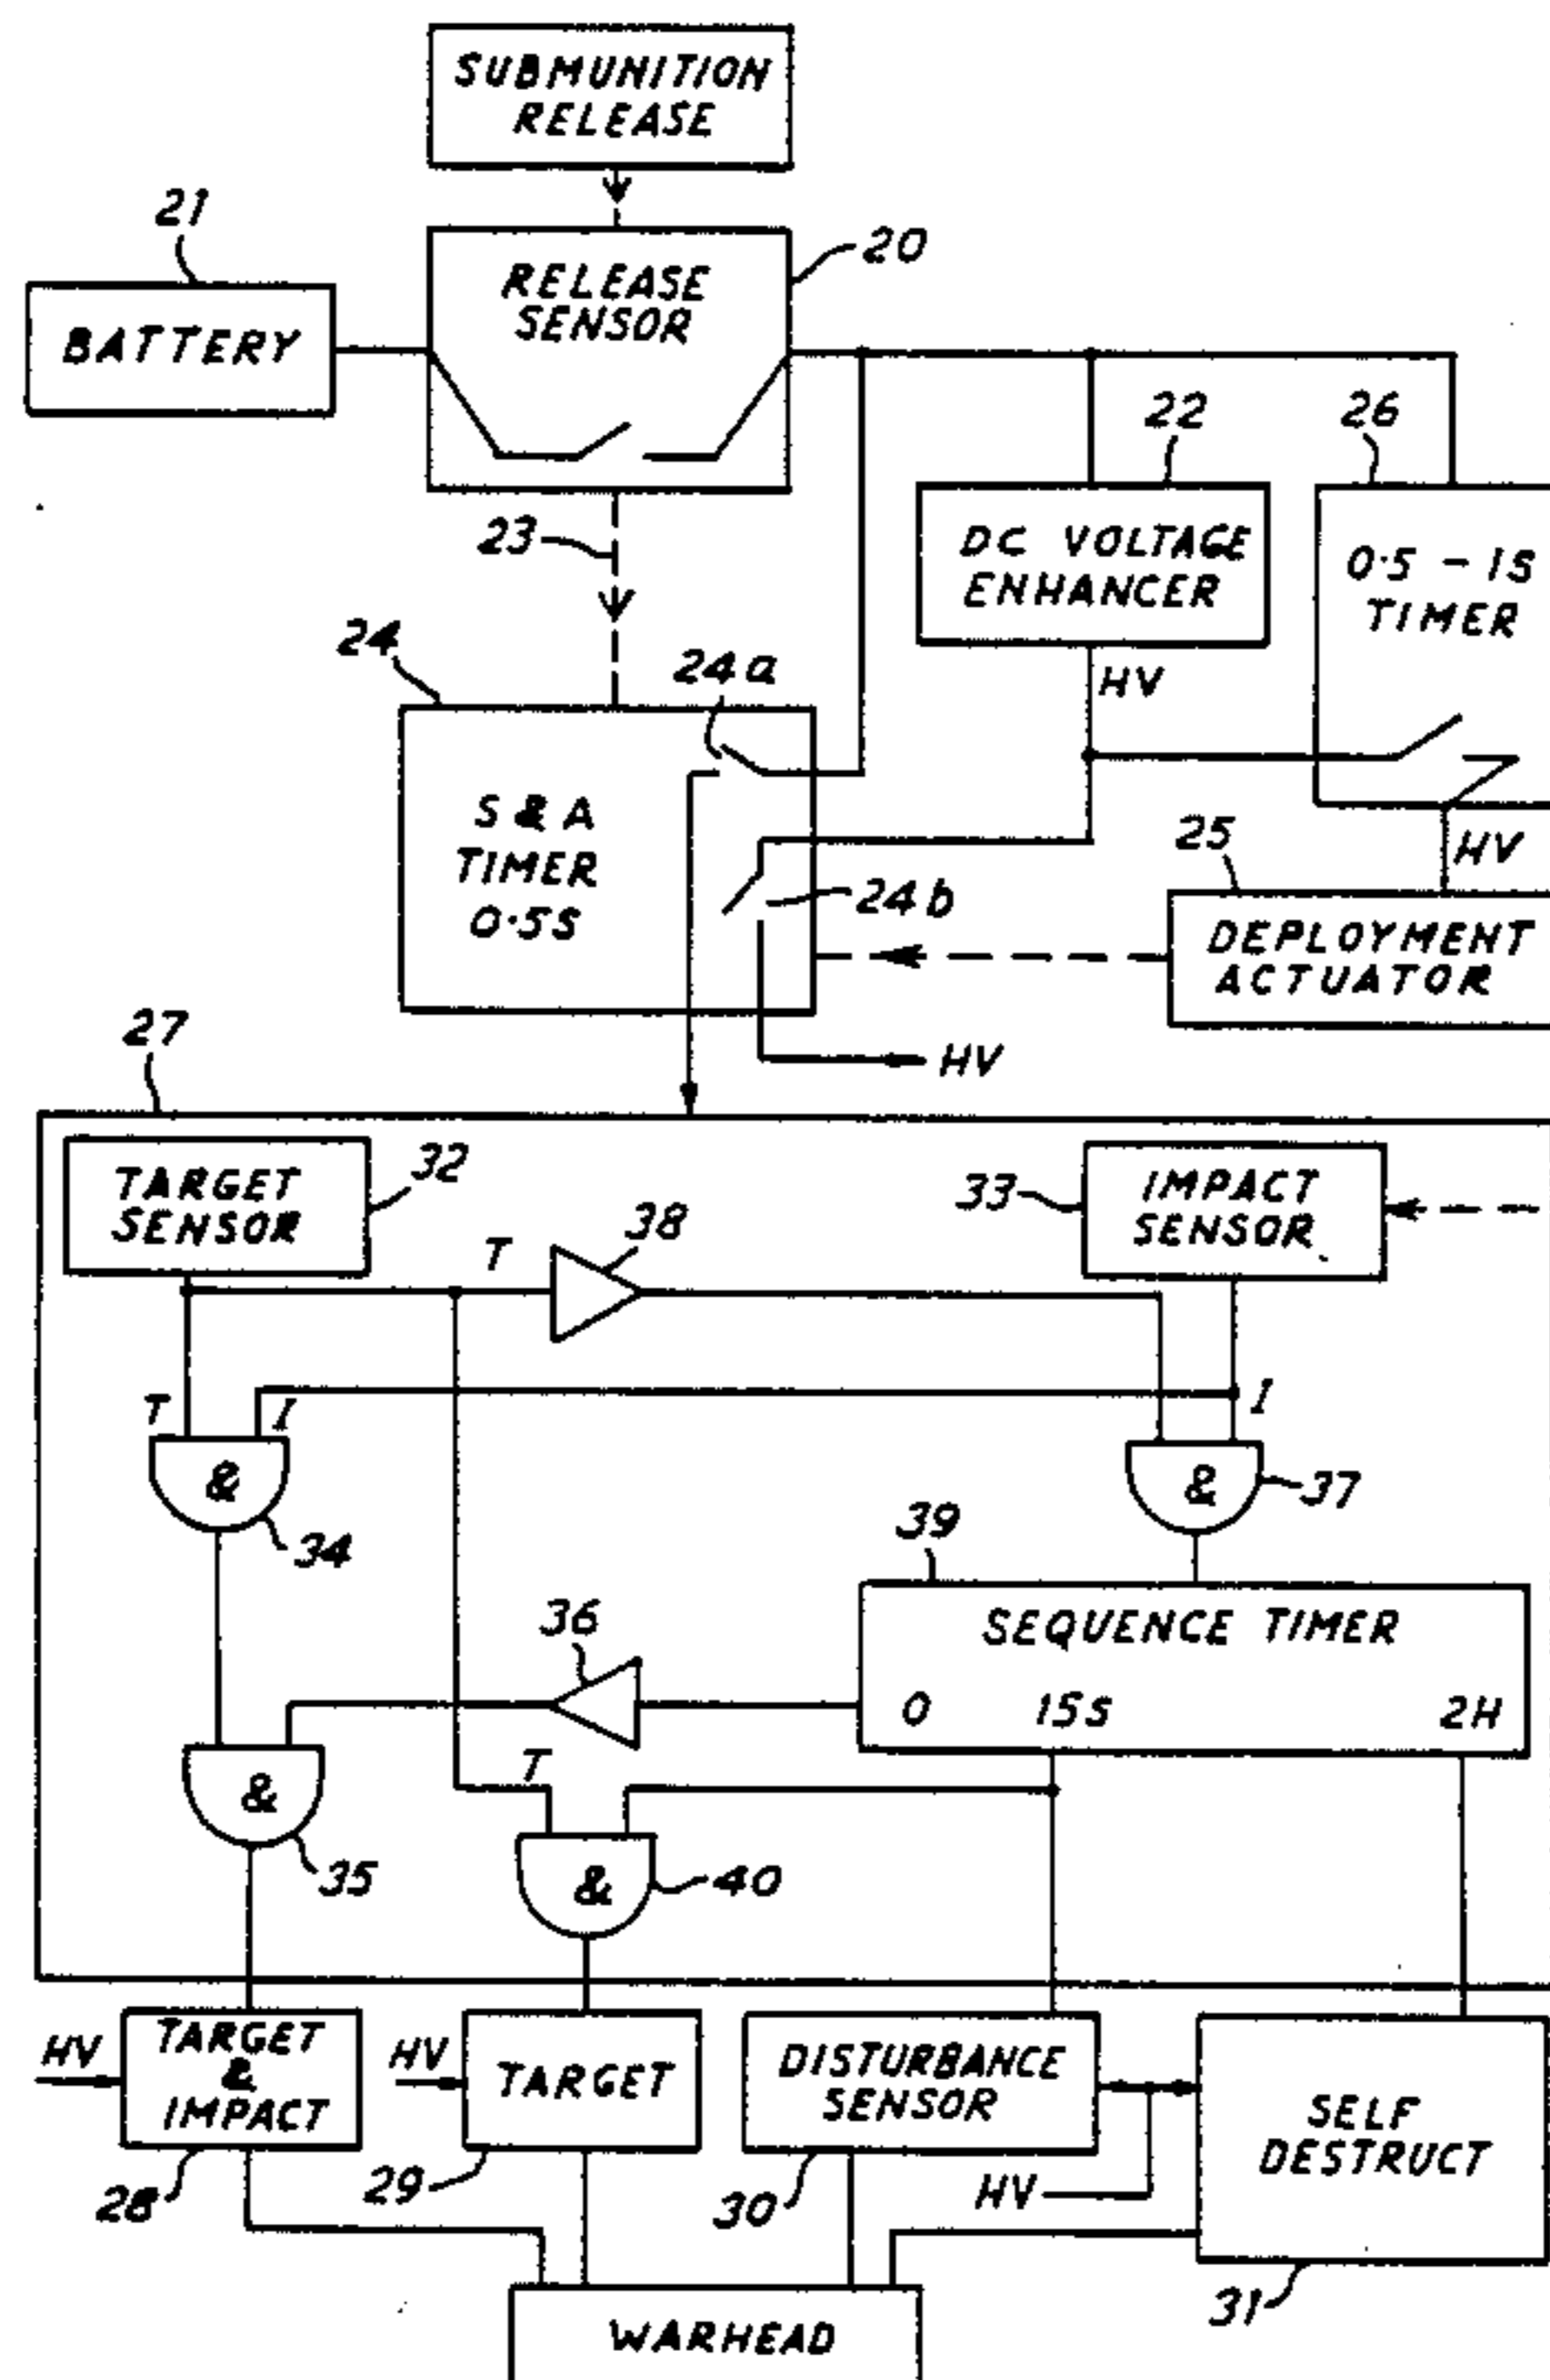 SUBMUNITION
RELEASE
21
20
RELEASE
SENSOR
BATTERY
22
26
23
DC VOLTAGE
ENHANCER
0.5 - 1S
TIMER
24
24a
HV
S & A
TIMER
0.5S
24b
25
HV
DEPLOYMENT
ACTUATOR
27
HV
TARGET
SENSOR
32
38
33
IMPACT
SENSOR
T
T
I
I
&
34
&
37
39
36
SEQUENCE TIMER
0
15S
2H
T
&
35
&
40
HV
TARGET
&
IMPACT
HV
TARGET
DISTURBANCE
SENSOR
SELF
DESTRUCT
28
29
30
HV
31
WARHEAD